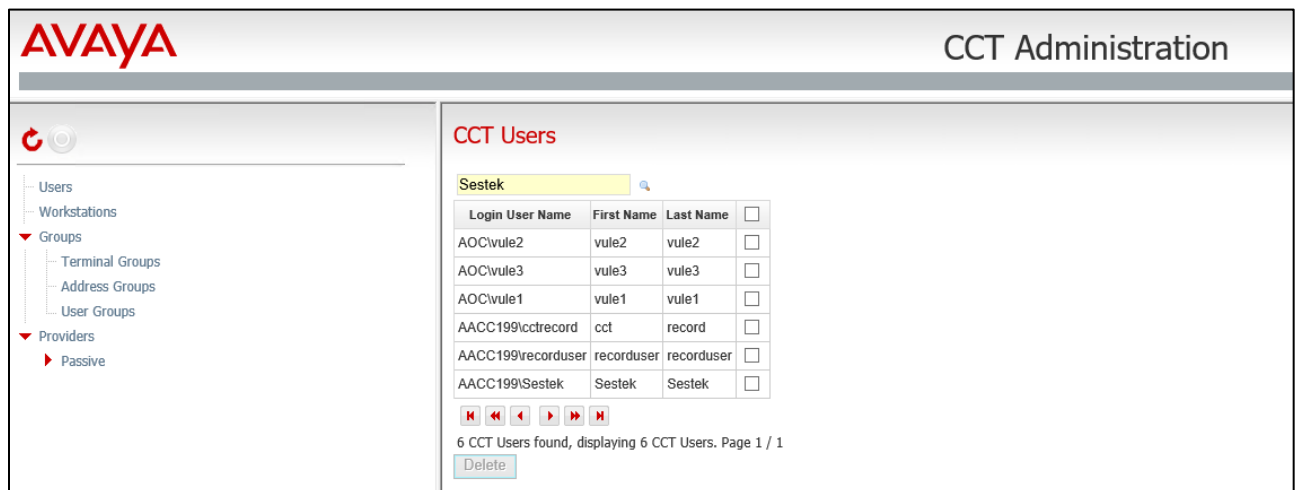 AVAYA
CCT Administration
Users
Workstations
Groups
Terminal Groups
Address Groups
User Groups
Providers
Passive
CCT Users
Sestek
Login User Name First Name Last Name
AOC\vule2 vule2 vule2
AOC\vule3 vule3 vule3
AOC\vule1 vule1 vule1
AACC199\cctrecord cct record
AACC199\recorduser recorduser recorduser
AACC199\Sestek Sestek Sestek
6 CCT Users found, displaying 6 CCT Users. Page 1 / 1
Delete